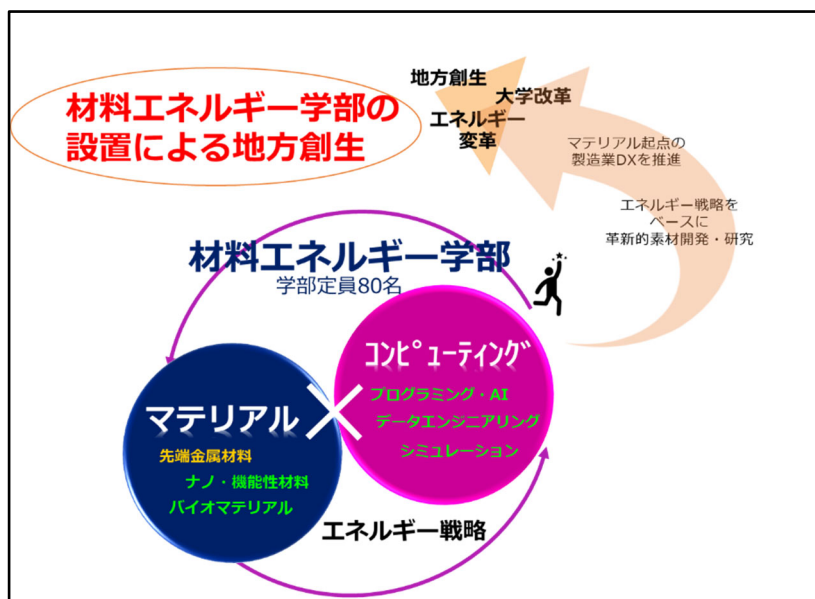 材料エネルギー学部の
設置による地方創生
地方創生
大学改革
エネルギー
変革
マテリアル起点の
製造業DXを推進
エネルギー戦略を
ベースに
革新的素材開発・研究
材料エネルギー学部
学部定員80名
コンピューティング
プログラミング・AI
データエンジニアリング
シミュレーション
マテリアル
先端金属材料
ナノ・機能性材料
バイオマテリアル
エネルギー戦略